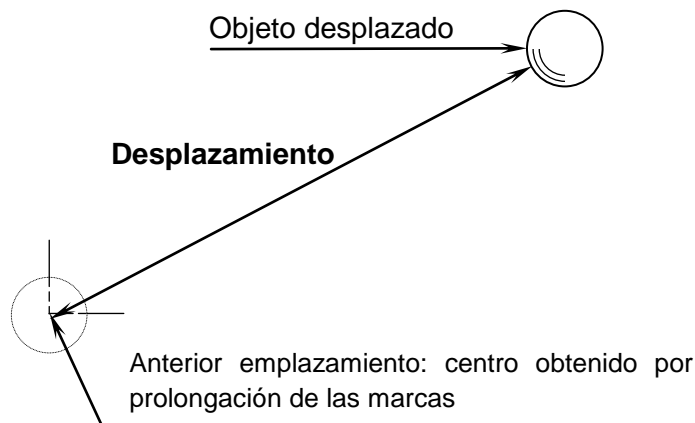 Objeto desplazado
Desplazamiento
Anterior emplazamiento: centro obtenido por
prolongación de las marcas